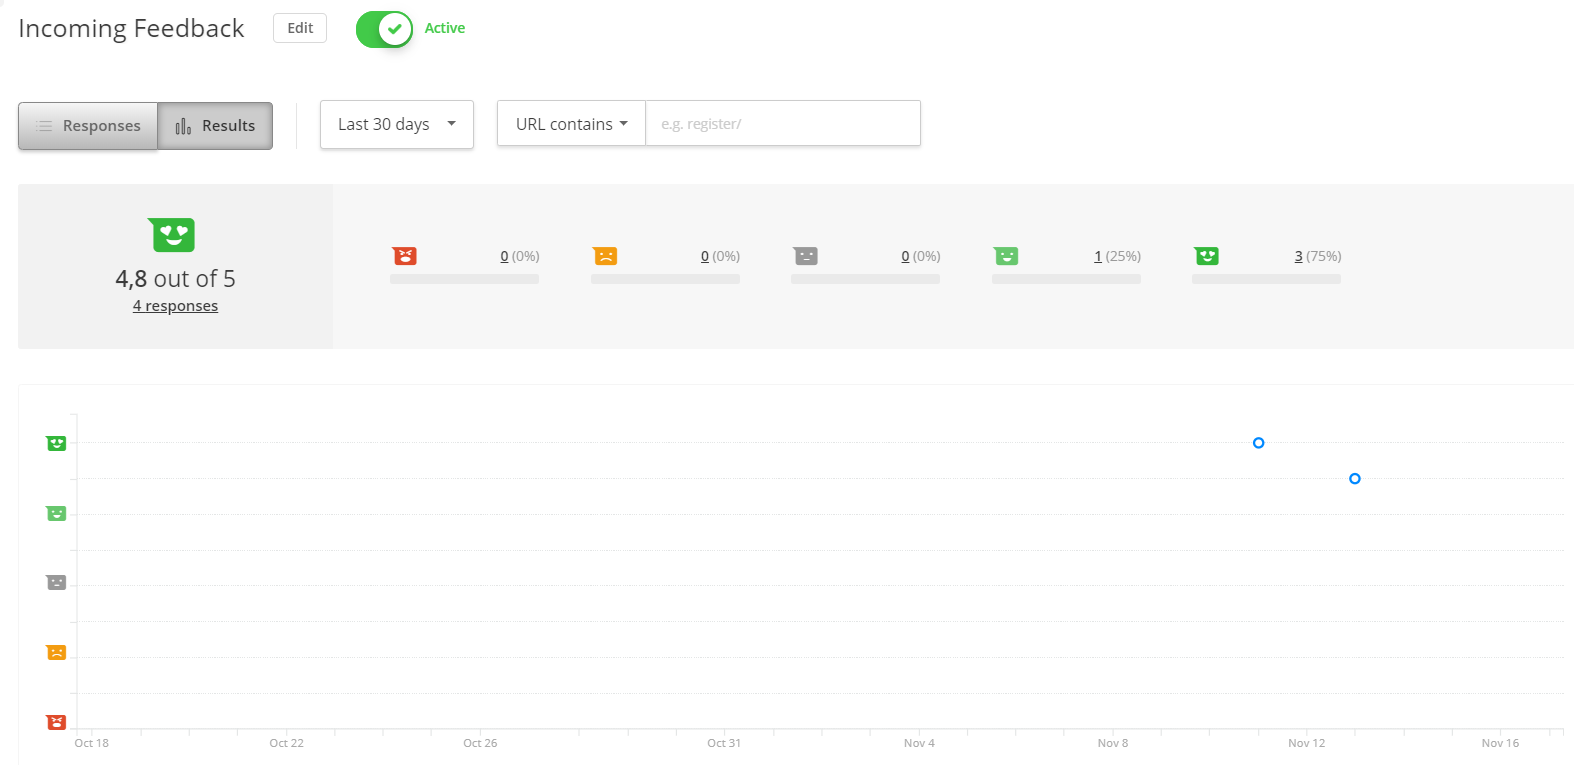 Incoming Feedback Edit Active
Responses Results Last 30 days URL contains e.g. register/
4,8 out of 5
4 responses
0 (0%) 0 (0%) 0 (0%) 1 (25%) 3 (75%)
Oct 18 Oct 22 Oct 26 Oct 31 Nov 4 Nov 8 Nov 12 Nov 16